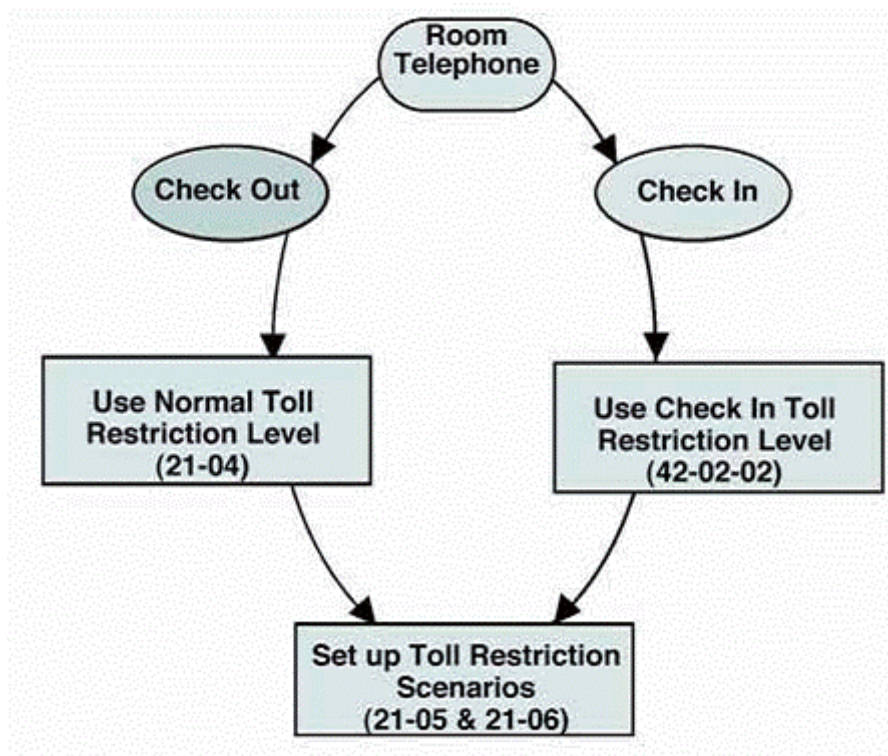 Room
Telephone
Check Out
Check In
Use Normal Toll
Restriction Level
(21-04)
Use Check In Toll
Restriction Level
(42-02-02)
Set up Toll Restriction
Scenarios
(21-05 & 21-06)